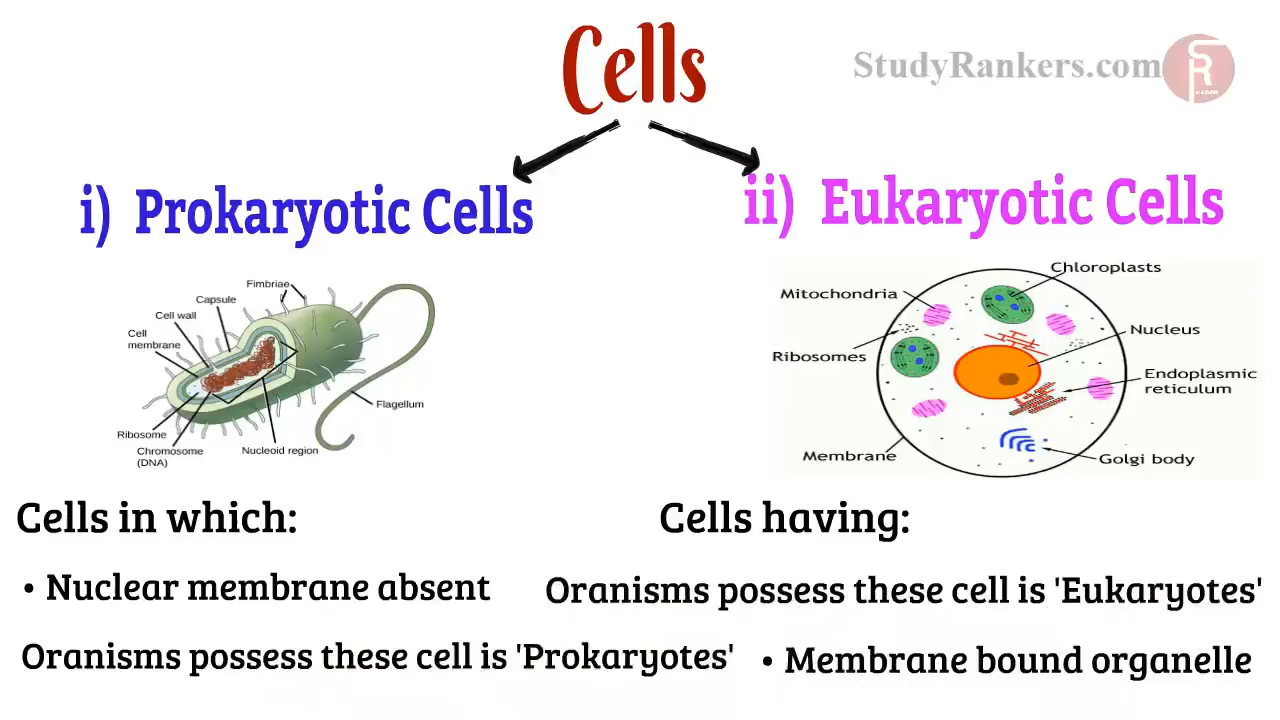 Cells
StudyRankers.com
SR
.com
i) Prokaryotic Cells
ii) Eukaryotic Cells
Fimbriae
Capsule
Cell wall
Cell
membrane
Flagellum
Ribosome
Chromosome
(DNA)
Nucleoid region
Chloroplasts
Mitochondria
Nucleus
Ribosomes
Endoplasmic
reticulum
Membrane
Golgi body
Cells in which:
• Nuclear membrane absent
Oranisms possess these cell is 'Prokaryotes'
Cells having:
Oranisms possess these cell is 'Eukaryotes'
• Membrane bound organelle